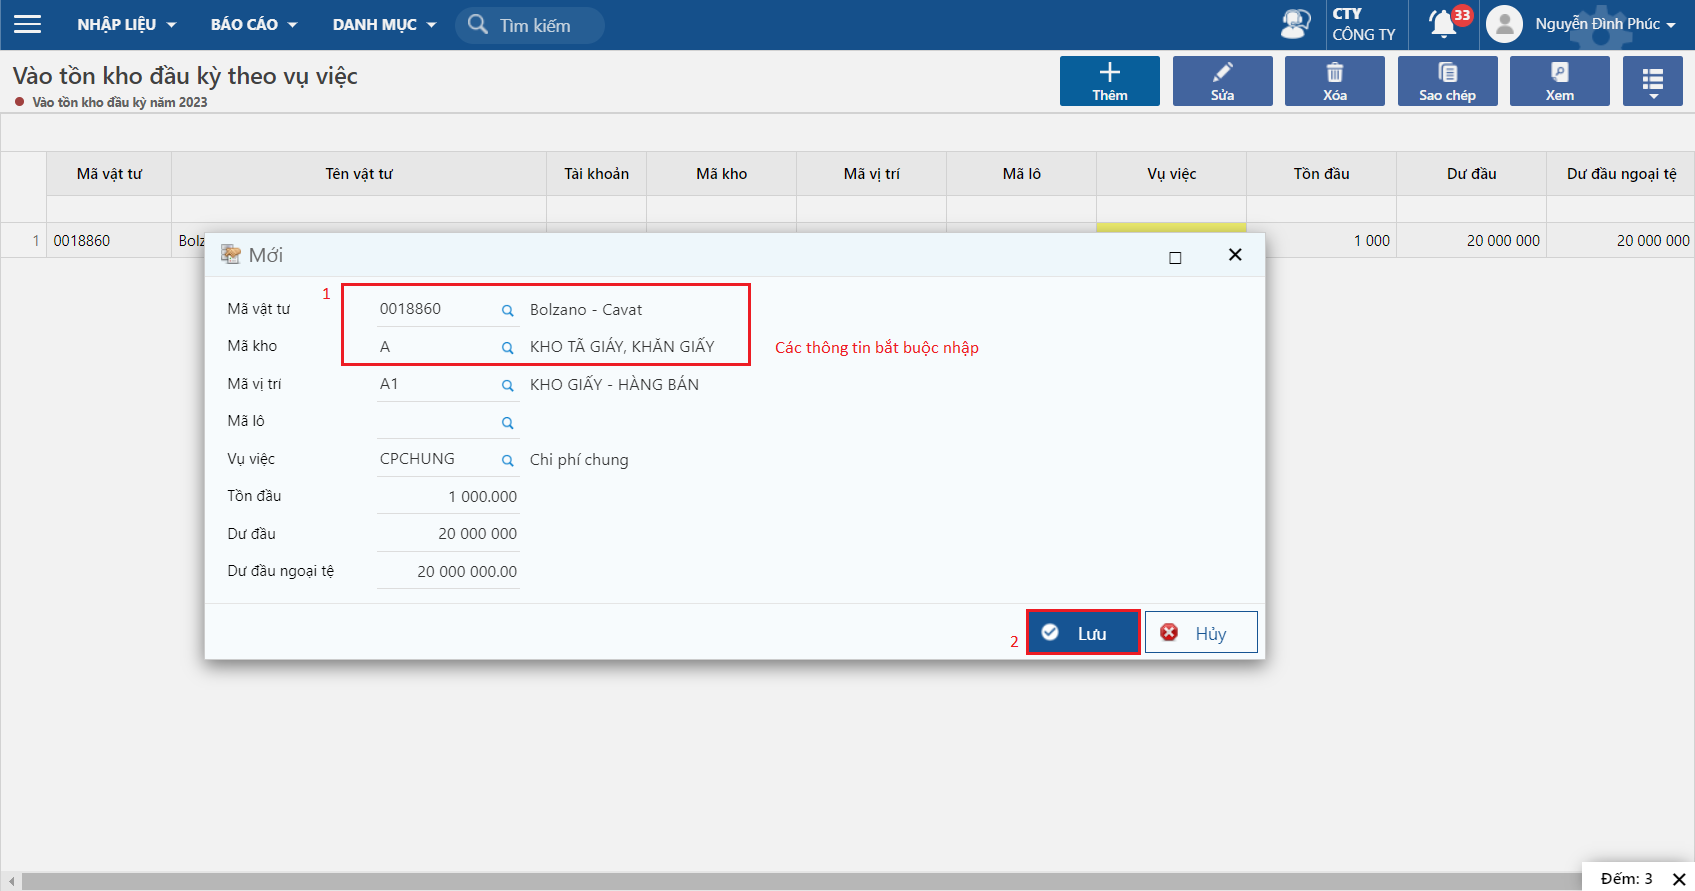 NHẬP LIỆU BÁO CÁO DANH MỤC Tìm kiếm CTY CÔNG TY 33 Nguyễn Đình Phúc
Vào tồn kho đầu kỳ theo vụ việc
Vào tồn kho đầu kỳ năm 2023
Thêm Sửa Xóa Sao chép Xem
Mã vật tư Tên vật tư Tài khoản Mã kho Mã vị trí Mã lô Vụ việc Tồn đầu Dư đầu Dư đầu ngoại tệ
1 0018860 Bolz 1 000 20 000 000 20 000 000
Mới
1
Mã vật tư 0018860 Bolzano - Cavat
Mã kho A KHO TÃ GIÁY, KHĂN GIẤY
Các thông tin bắt buộc nhập
Mã vị trí A1 KHO GIẤY - HÀNG BÁN
Mã lô
Vụ việc CPCHUNG Chi phí chung
Tồn đầu 1 000.000
Dư đầu 20 000 000
Dư đầu ngoại tệ 20 000 000.00
2 Lưu Hủy
Đếm: 3